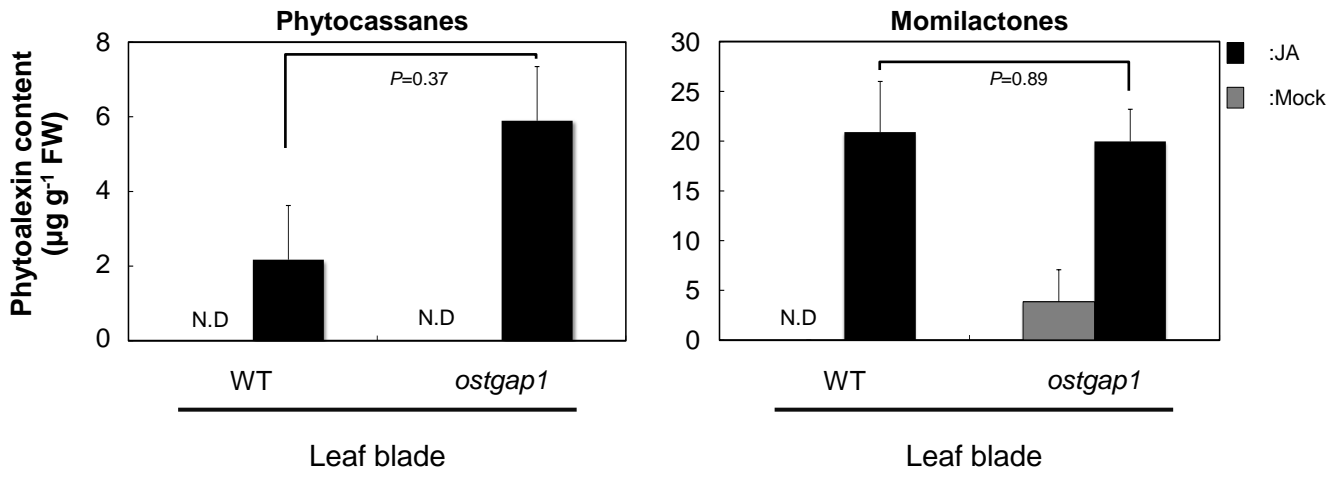 Phytocassanes
Phytoalexin content
(µg g-1 FW)
8
6
4
2
0
P=0.37
N.D
N.D
WT
ostgap1
Leaf blade
Momilactones
30
25
20
15
10
5
0
P=0.89
N.D
WT
ostgap1
Leaf blade
:JA
:Mock